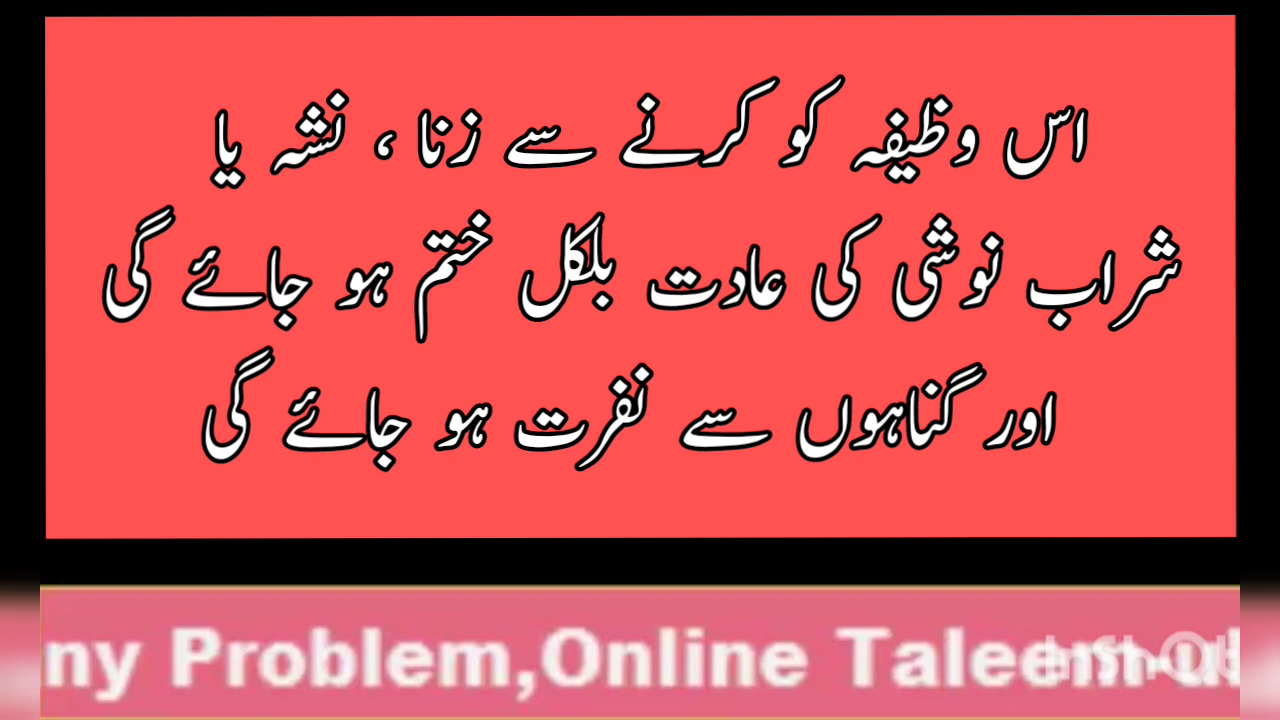 اس وظیفہ کو کرنے سے زنا ، نشہ یا
شراب نوشی کی عادت بلکل ختم ہو جائے گی
اور گناہوں سے نفرت ہو جائے گی
ny Problem,Online Taleem-u